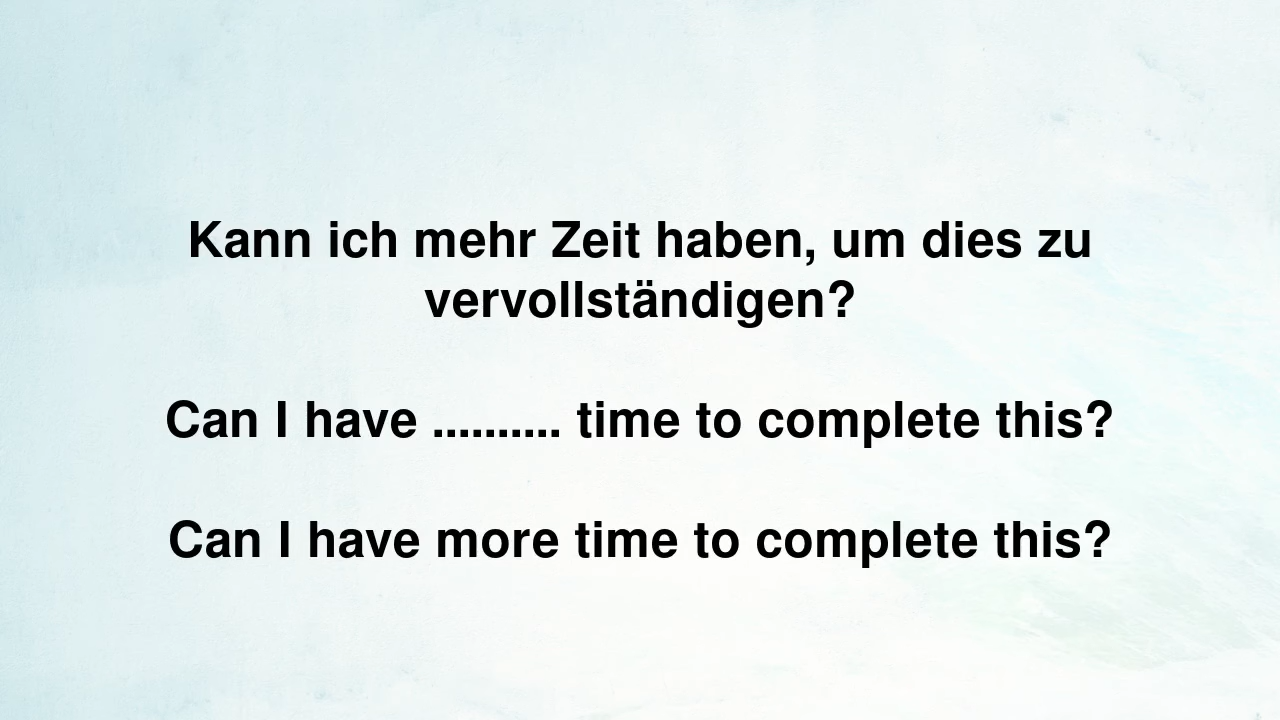 Kann ich mehr Zeit haben, um dies zu
vervollständigen?
Can I have .......... time to complete this?
Can I have more time to complete this?